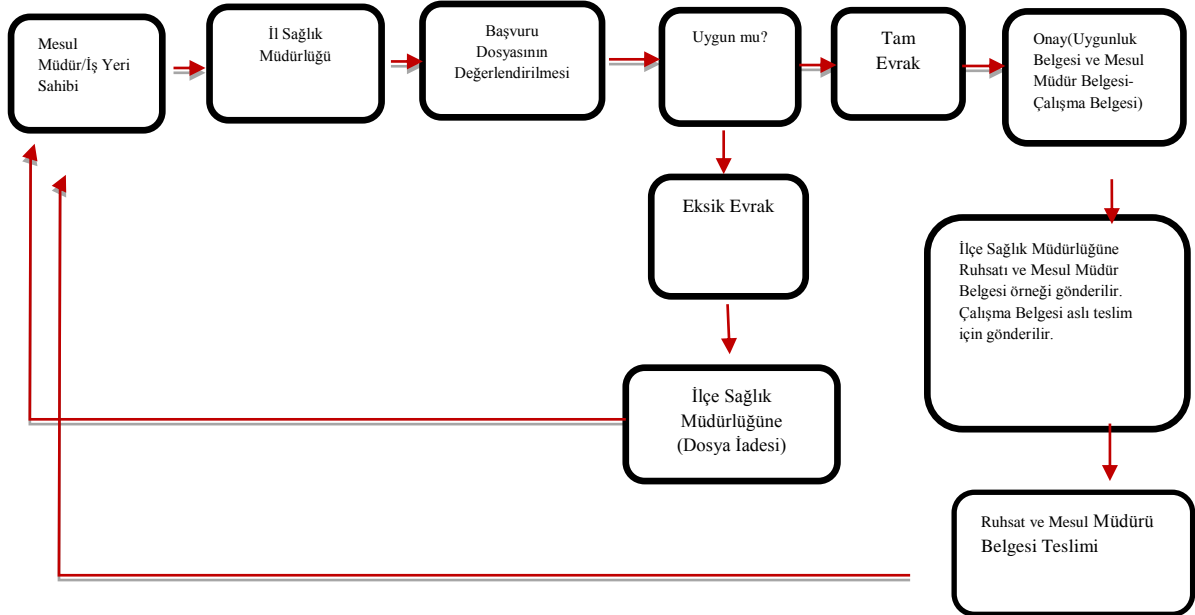 Mesul
Müdür/İş Yeri
Sahibi
İl Sağlık
Müdürlüğü
Başvuru
Dosyasının
Değerlendirilmesi
Uygun mu?
Tam
Evrak
Onay(Uygunluk
Belgesi ve Mesul
Müdür Belgesi-
Çalışma Belgesi)
Eksik Evrak
İlçe Sağlık Müdürlüğüne
Ruhsatı ve Mesul Müdür
Belgesi örneği gönderilir.
Çalışma Belgesi aslı teslim
için gönderilir.
İlçe Sağlık
Müdürlüğüne
(Dosya İadesi)
Ruhsat ve Mesul Müdürü
Belgesi Teslimi